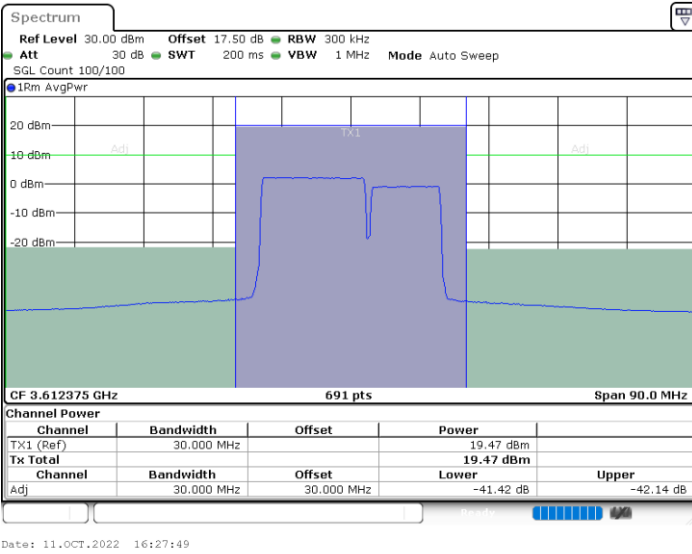 Spectrum
Ref Level 30.00 dBm Offset 17.50 dB RBW 300 kHz
Att 30 dB SWT 200 ms VBW 1 MHz Mode Auto Sweep
SGL Count 100/100
1Rm AvgPwr
20 dBm
TX1
Adj Adj
10 dBm
0 dBm
-10 dBm
-20 dBm
CF 3.612375 GHz 691 pts Span 90.0 MHz
Channel Power
Channel Bandwidth Offset Power
TX1 (Ref) 30.000 MHz 19.47 dBm
Tx Total 19.47 dBm
Channel Bandwidth Offset Lower Upper
Adj 30.000 MHz 30.000 MHz -41.42 dB -42.14 dB
Ready
Date: 11.OCT.2022 16:27:49